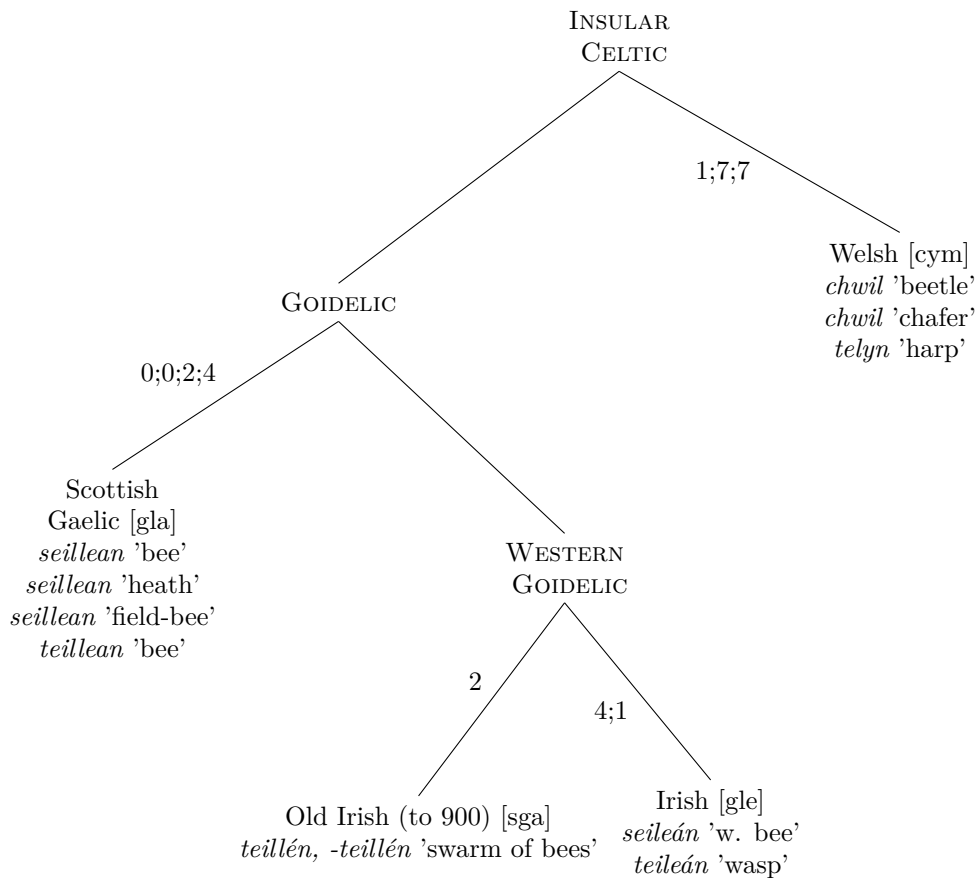 INSULAR
CELTIC
1;7;7
Welsh [cym]
chwil 'beetle'
chwil 'chafer'
telyn 'harp'
GOIDELIC
0;0;2;4
Scottish
Gaelic [gla]
seillean 'bee'
seillean 'heath'
seillean 'field-bee'
teillean 'bee'
WESTERN
GOIDELIC
2
4;1
Old Irish (to 900) [sga]
teillén, -teillén 'swarm of bees'
Irish [gle]
seileán 'w. bee'
teileán 'wasp'